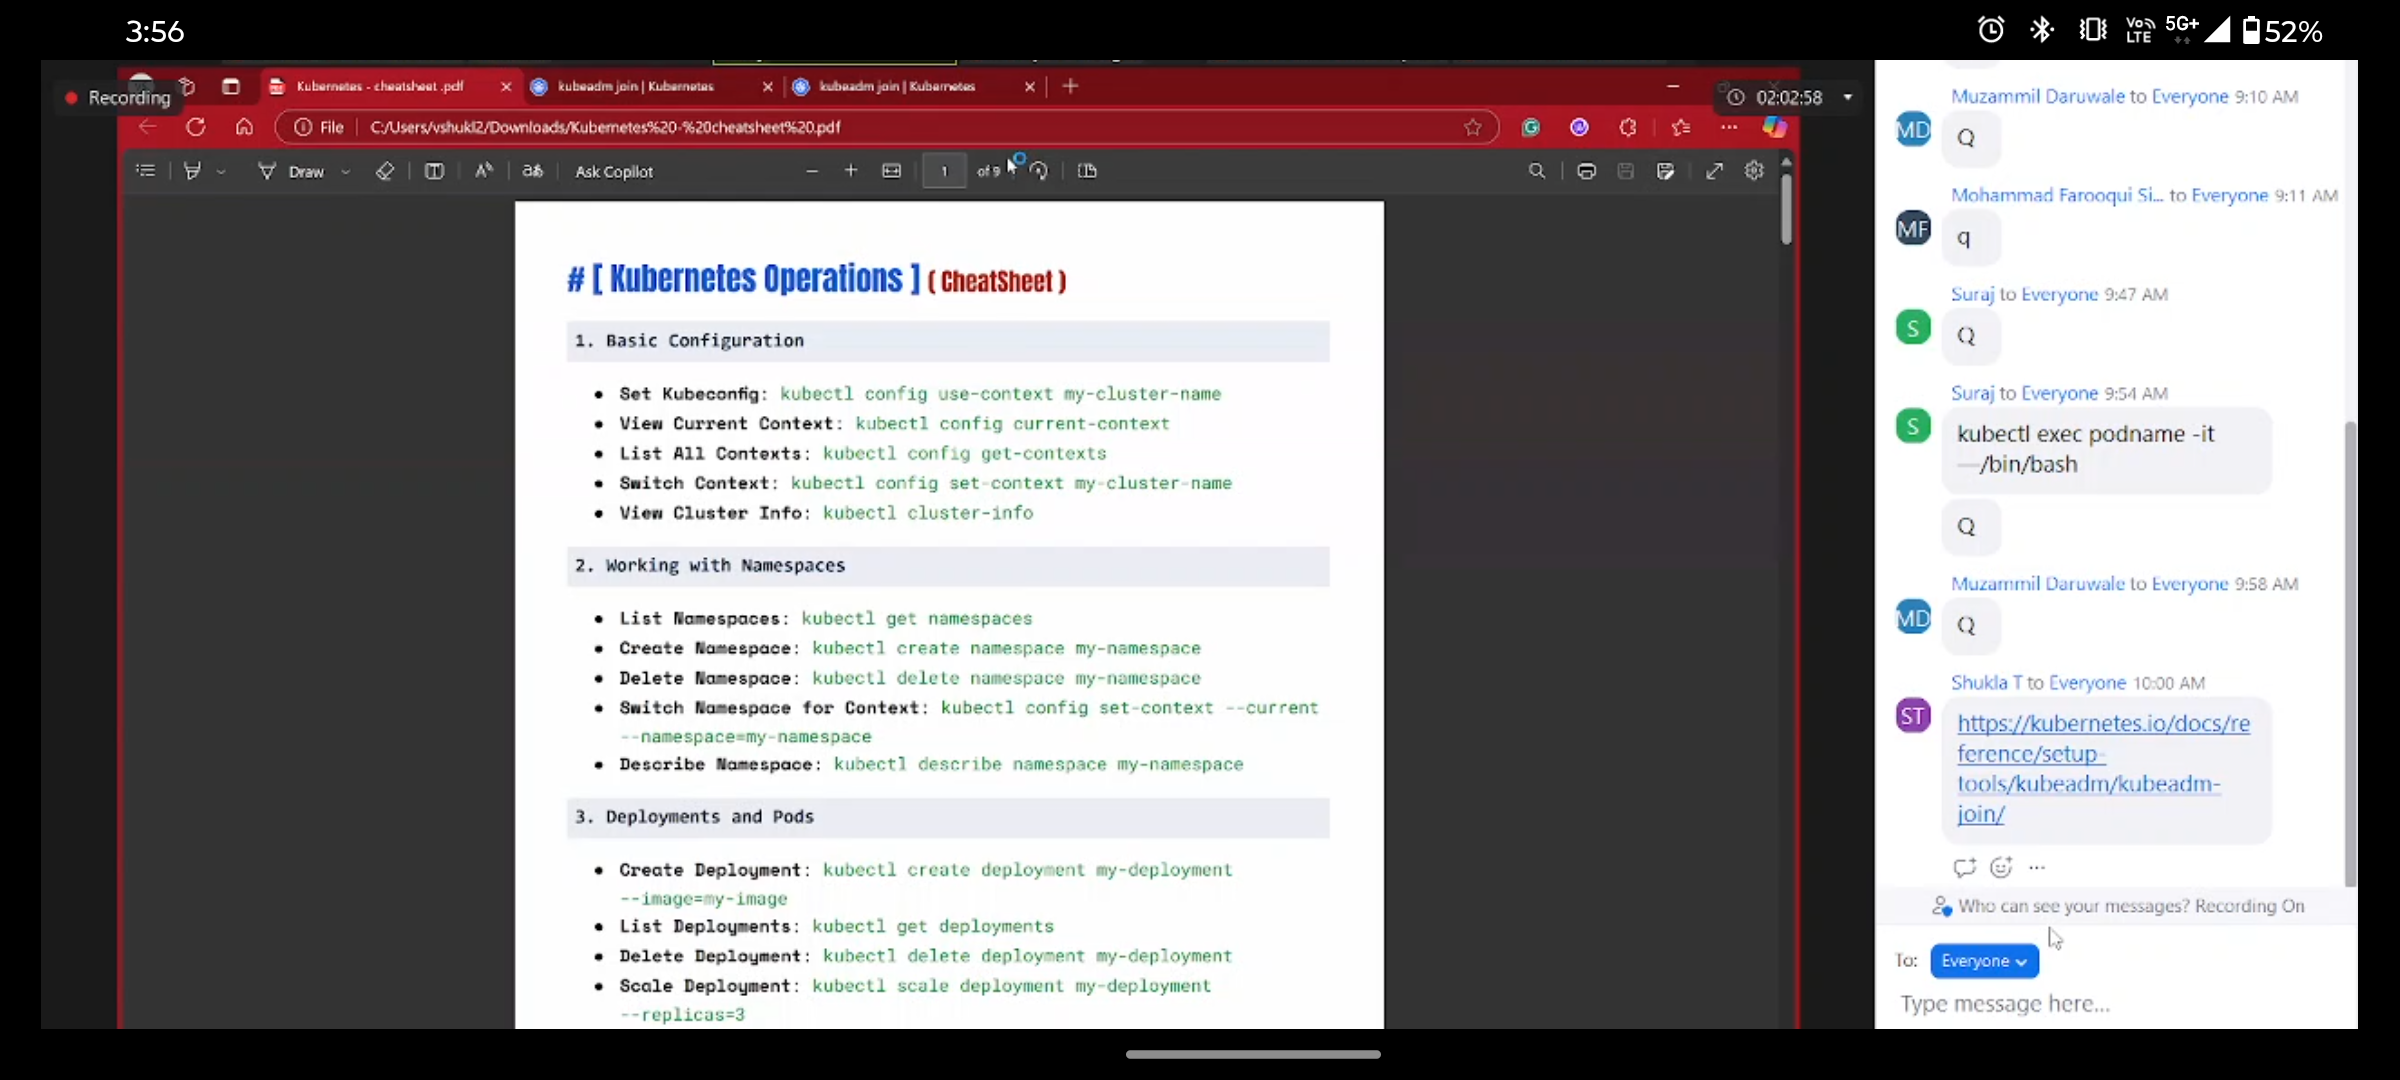 3:56
Vo LTE 5G+ 52%
Recording
Kubernetes - cheatsheet .pdf
kubeadm join | Kubernetes
kubeadm join | Kubernetes
02:02:58
File
C:/Users/vshukl2/Downloads/Kubernetes%20-%20cheatsheet%20.pdf
Draw
Ask Copilot
1 of 9
# [ Kubernetes Operations ] ( CheatSheet )
1. Basic Configuration
• Set Kubeconfig: kubectl config use-context my-cluster-name
• View Current Context: kubectl config current-context
• List All Contexts: kubectl config get-contexts
• Switch Context: kubectl config set-context my-cluster-name
• View Cluster Info: kubectl cluster-info
2. Working with Namespaces
• List Namespaces: kubectl get namespaces
• Create Namespace: kubectl create namespace my-namespace
• Delete Namespace: kubectl delete namespace my-namespace
• Switch Namespace for Context: kubectl config set-context --current
--namespace=my-namespace
• Describe Namespace: kubectl describe namespace my-namespace
3. Deployments and Pods
• Create Deployment: kubectl create deployment my-deployment
--image=my-image
• List Deployments: kubectl get deployments
• Delete Deployment: kubectl delete deployment my-deployment
• Scale Deployment: kubectl scale deployment my-deployment
--replicas=3
Muzammil Daruwale to Everyone 9:10 AM
MD
Q
Mohammad Farooqui Si... to Everyone 9:11 AM
MF
q
Suraj to Everyone 9:47 AM
S
Q
Suraj to Everyone 9:54 AM
S
kubectl exec podname -it
—/bin/bash
Q
Muzammil Daruwale to Everyone 9:58 AM
MD
Q
Shukla T to Everyone 10:00 AM
ST
https://kubernetes.io/docs/re
ference/setup-
tools/kubeadm/kubeadm-
join/
Who can see your messages? Recording On
To: Everyone
Type message here...